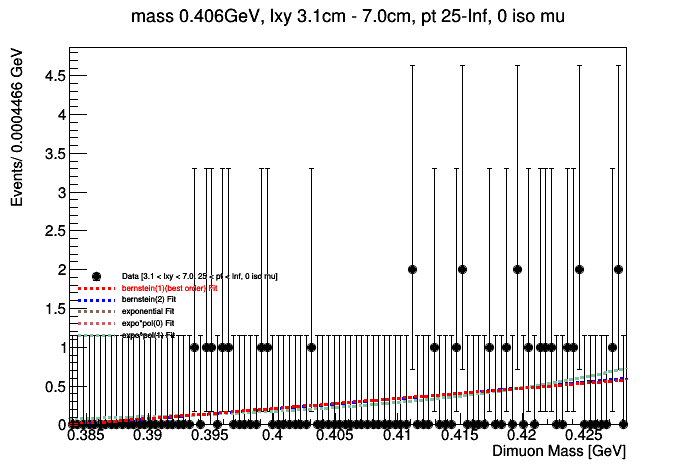 mass 0.406GeV, lxy 3.1cm - 7.0cm, pt 25-Inf, 0 iso mu
Events/ 0.0004466 GeV
4.5
4
3.5
3
2.5
2
1.5
1
0.5
0
Data [3.1 < lxy < 7.0, 25 < pt < Inf, 0 iso mu]
bernstein(1)(best order) Fit
bernstein(2) Fit
exponential Fit
expo*pol(0) Fit
expo*pol(1) Fit
0.385 0.39 0.395 0.4 0.405 0.41 0.415 0.42 0.425
Dimuon Mass [GeV]